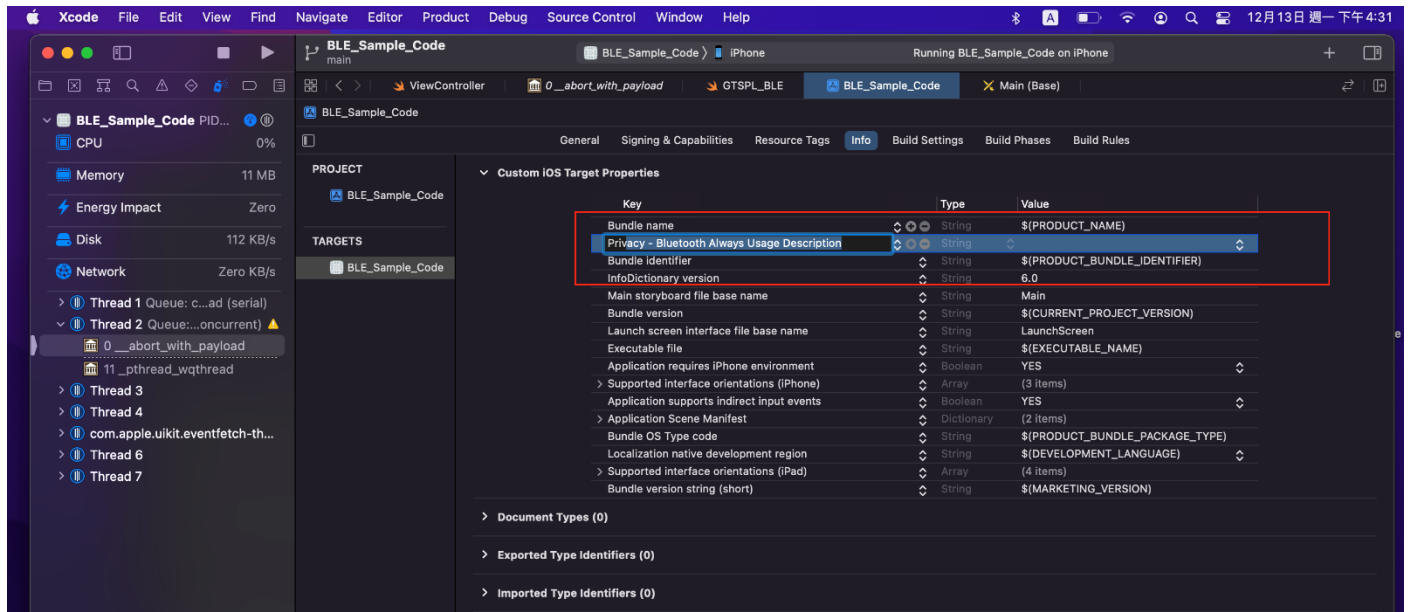 Xcode File Edit View Find Navigate Editor Product Debug Source Control Window Help A 12月13日 週一 下午4:31
BLE_Sample_Code
main
BLE_Sample_Code 〉 iPhone
Running BLE_Sample_Code on iPhone
ViewController
0 __abort_with_payload
GTSPL_BLE
BLE_Sample_Code
Main (Base)
BLE_Sample_Code PID...
CPU 0%
Memory 11 MB
Energy Impact Zero
Disk 112 KB/s
Network Zero KB/s
Thread 1 Queue: c...ad (serial)
Thread 2 Queue:...oncurrent)
0 __abort_with_payload
11 _pthread_wqthread
Thread 3
Thread 4
com.apple.uikit.eventfetch-th...
Thread 6
Thread 7
BLE_Sample_Code
General Signing & Capabilities Resource Tags Info Build Settings Build Phases Build Rules
PROJECT
BLE_Sample_Code
TARGETS
BLE_Sample_Code
Custom iOS Target Properties
Key Type Value
Bundle name String $(PRODUCT_NAME)
Privacy - Bluetooth Always Usage Description String
Bundle identifier String $(PRODUCT_BUNDLE_IDENTIFIER)
InfoDictionary version String 6.0
Main storyboard file base name String Main
Bundle version String $(CURRENT_PROJECT_VERSION)
Launch screen interface file base name String LaunchScreen
Executable file String $(EXECUTABLE_NAME)
Application requires iPhone environment Boolean YES
Supported interface orientations (iPhone) Array (3 items)
Application supports indirect input events Boolean YES
Application Scene Manifest Dictionary (2 items)
Bundle OS Type code String $(PRODUCT_BUNDLE_PACKAGE_TYPE)
Localization native development region String $(DEVELOPMENT_LANGUAGE)
Supported interface orientations (iPad) Array (4 items)
Bundle version string (short) String $(MARKETING_VERSION)
Document Types (0)
Exported Type Identifiers (0)
Imported Type Identifiers (0)
e